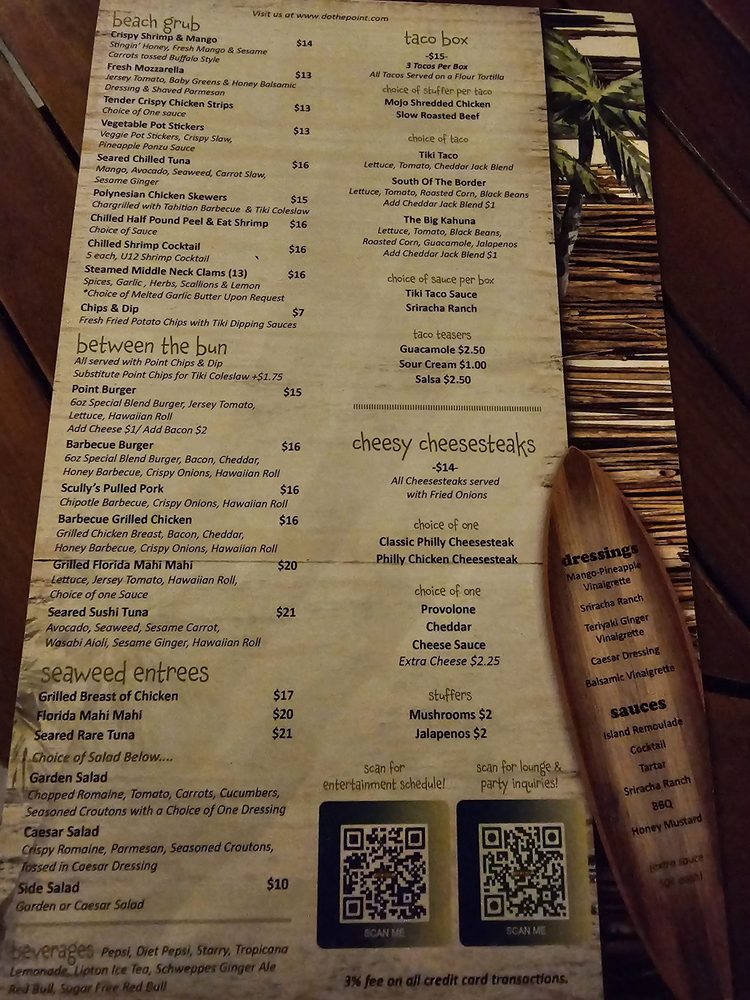 Visit us at www.dothepoint.com
beach grub
Crispy Shrimp & Mango $14
Stingin' Honey, Fresh Mango & Sesame
Carrots tossed Buffalo Style
Fresh Mozzarella $13
Jersey Tomato, Baby Greens & Honey Balsamic
Dressing & Shaved Parmesan
Tender Crispy Chicken Strips $13
Choice of One sauce
Vegetable Pot Stickers $13
Veggie Pot Stickers, Crispy Slaw,
Pineapple Ponzu Sauce
Seared Chilled Tuna $16
Mango, Avocado, Seaweed, Carrot Slaw,
Sesame Ginger
Polynesian Chicken Skewers $15
Chargrilled with Tahitian Barbecue & Tiki Coleslaw
Chilled Half Pound Peel & Eat Shrimp $16
Choice of Sauce
Chilled Shrimp Cocktail $16
5 each, U12 Shrimp Cocktail
Steamed Middle Neck Clams (13) $16
Spices, Garlic, Herbs, Scallions & Lemon
*Choice of Melted Garlic Butter Upon Request
Chips & Dip $7
Fresh Fried Potato Chips with Tiki Dipping Sauces
between the bun
All served with Point Chips & Dip
Substitute Point Chips for Tiki Coleslaw +$1.75
Point Burger $15
6oz Special Blend Burger, Jersey Tomato,
Lettuce, Hawaiian Roll
Add Cheese $1/ Add Bacon $2
Barbecue Burger $16
6oz Special Blend Burger, Bacon, Cheddar,
Honey Barbecue, Crispy Onions, Hawaiian Roll
Scully's Pulled Pork $16
Chipotle Barbecue, Crispy Onions, Hawaiian Roll
Barbecue Grilled Chicken $16
Grilled Chicken Breast, Bacon, Cheddar,
Honey Barbecue, Crispy Onions, Hawaiian Roll
Grilled Florida Mahi Mahi $20
Lettuce, Jersey Tomato, Hawaiian Roll,
Choice of one Sauce
Seared Sushi Tuna $21
Avocado, Seaweed, Sesame Carrot,
Wasabi Aioli, Sesame Ginger, Hawaiian Roll
seaweed entrees
Grilled Breast of Chicken $17
Florida Mahi Mahi $20
Seared Rare Tuna $21
Choice of Salad Below....
Garden Salad
Chopped Romaine, Tomato, Carrots, Cucumbers,
Seasoned Croutons with a Choice of One Dressing
Caesar Salad
Crispy Romaine, Parmesan, Seasoned Croutons,
Tossed in Caesar Dressing
Side Salad $10
Garden or Caesar Salad
beverages Pepsi, Diet Pepsi, Starry, Tropicana
Lemonade, Lipton Ice Tea, Schweppes Ginger Ale
Red Bull, Sugar Free Red Bull
taco box
-$15-
3 Tacos Per Box
All Tacos Served on a Flour Tortilla
choice of stuffer per taco
Mojo Shredded Chicken
Slow Roasted Beef
choice of taco
Tiki Taco
Lettuce, Tomato, Cheddar Jack Blend
South Of The Border
Lettuce, Tomato, Roasted Corn, Black Beans
Add Cheddar Jack Blend $1
The Big Kahuna
Lettuce, Tomato, Black Beans,
Roasted Corn, Guacamole, Jalapenos
Add Cheddar Jack Blend $1
choice of sauce per box
Tiki Taco Sauce
Sriracha Ranch
taco teasers
Guacamole $2.50
Sour Cream $1.00
Salsa $2.50
cheesy cheesesteaks
-$14-
All Cheesesteaks served
with Fried Onions
choice of one
Classic Philly Cheesesteak
Philly Chicken Cheesesteak
choice of one
Provolone
Cheddar
Cheese Sauce
Extra Cheese $2.25
stuffers
Mushrooms $2
Jalapenos $2
scan for
entertainment schedule!
SCAN ME
scan for lounge &
party inquiries!
SCAN ME
3% fee on all credit card transactions.
dressings
Mango-Pineapple
Vinaigrette
Sriracha Ranch
Teriyaki Ginger
Vinaigrette
Caesar Dressing
Balsamic Vinaigrette
sauces
Island Remoulade
Cocktail
Tartar
Sriracha Ranch
BBQ
Honey Mustard
(extra sauce
50¢ each)